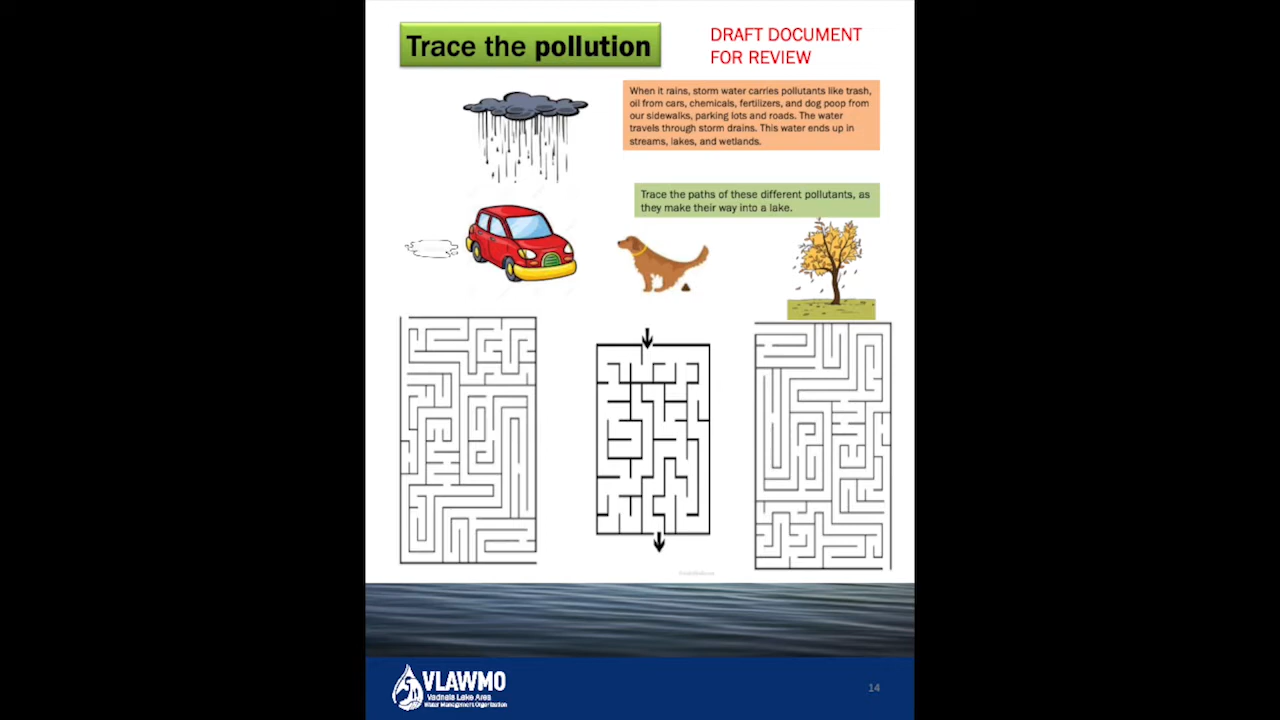 Trace the pollution
DRAFT DOCUMENT
FOR REVIEW
When it rains, storm water carries pollutants like trash,
oil from cars, chemicals, fertilizers, and dog poop from
our sidewalks, parking lots and roads. The water
travels through storm drains. This water ends up in
streams, lakes, and wetlands.
Trace the paths of these different pollutants, as
they make their way into a lake.
VLAWMO
Vadnais Lake Area
Water Management Organization
14